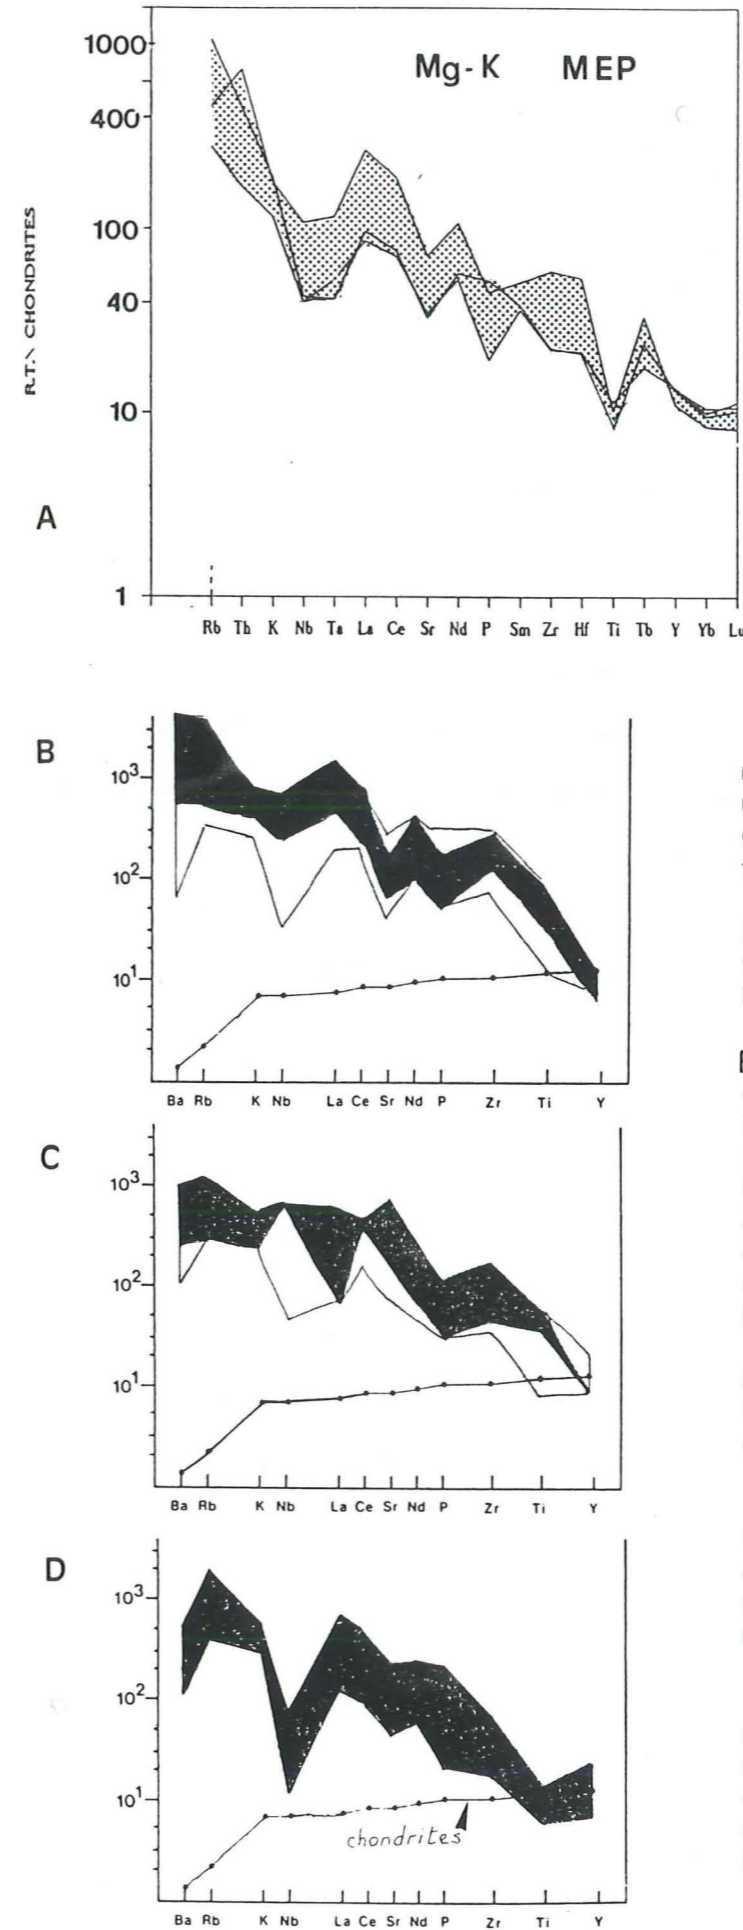 1000
Mg-K MEP
400
R.T.\ CHONDRITES
100
40
10
A
1
Rb Th K Nb Ta La Ce Sr Nd P Sm Zr Hf Ti Tb Y Yb Lu
B
10³
10²
10¹
Ba Rb K Nb La Ce Sr Nd P Zr Ti Y
C
10³
10²
10¹
Ba Rb K Nb La Ce Sr Nd P Zr Ti Y
D
10³
10²
10¹
chondrites
Ba Rb K Nb La Ce Sr Nd P Zr Ti Y